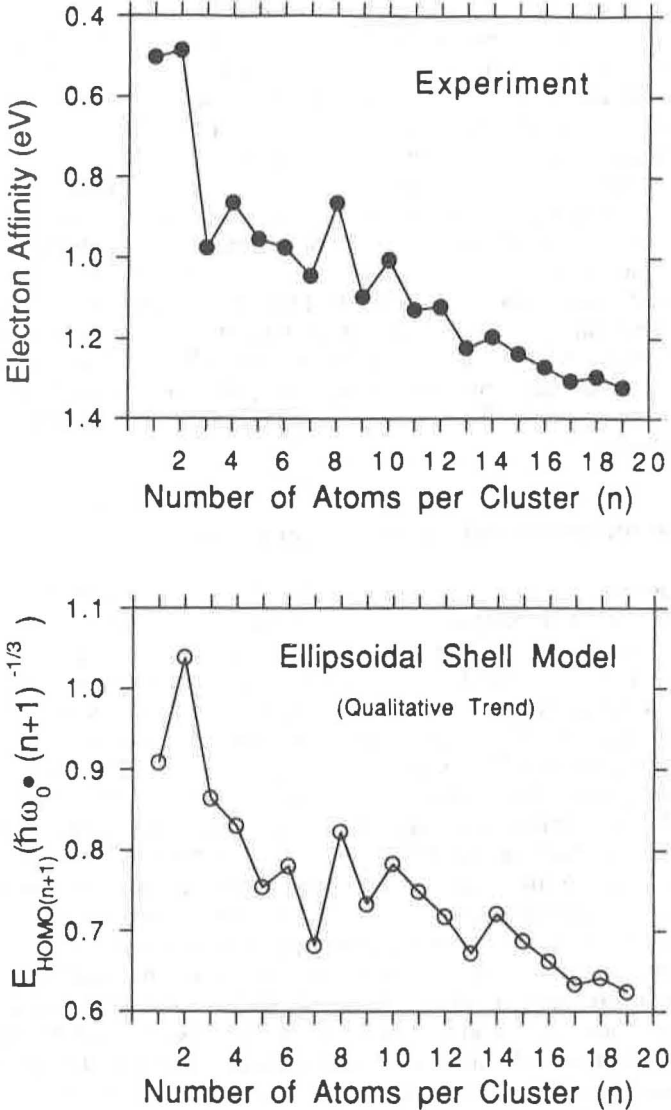 0.4
0.6
0.8
1.0
1.2
1.4
Electron Affinity (eV)
Experiment
2 4 6 8 10 12 14 16 18 20
Number of Atoms per Cluster (n)
1.1
1.0
0.9
0.8
0.7
0.6
E HOMO(n+1) (ħω0• (n+1) -1/3 )
Ellipsoidal Shell Model
(Qualitative Trend)
2 4 6 8 10 12 14 16 18 20
Number of Atoms per Cluster (n)